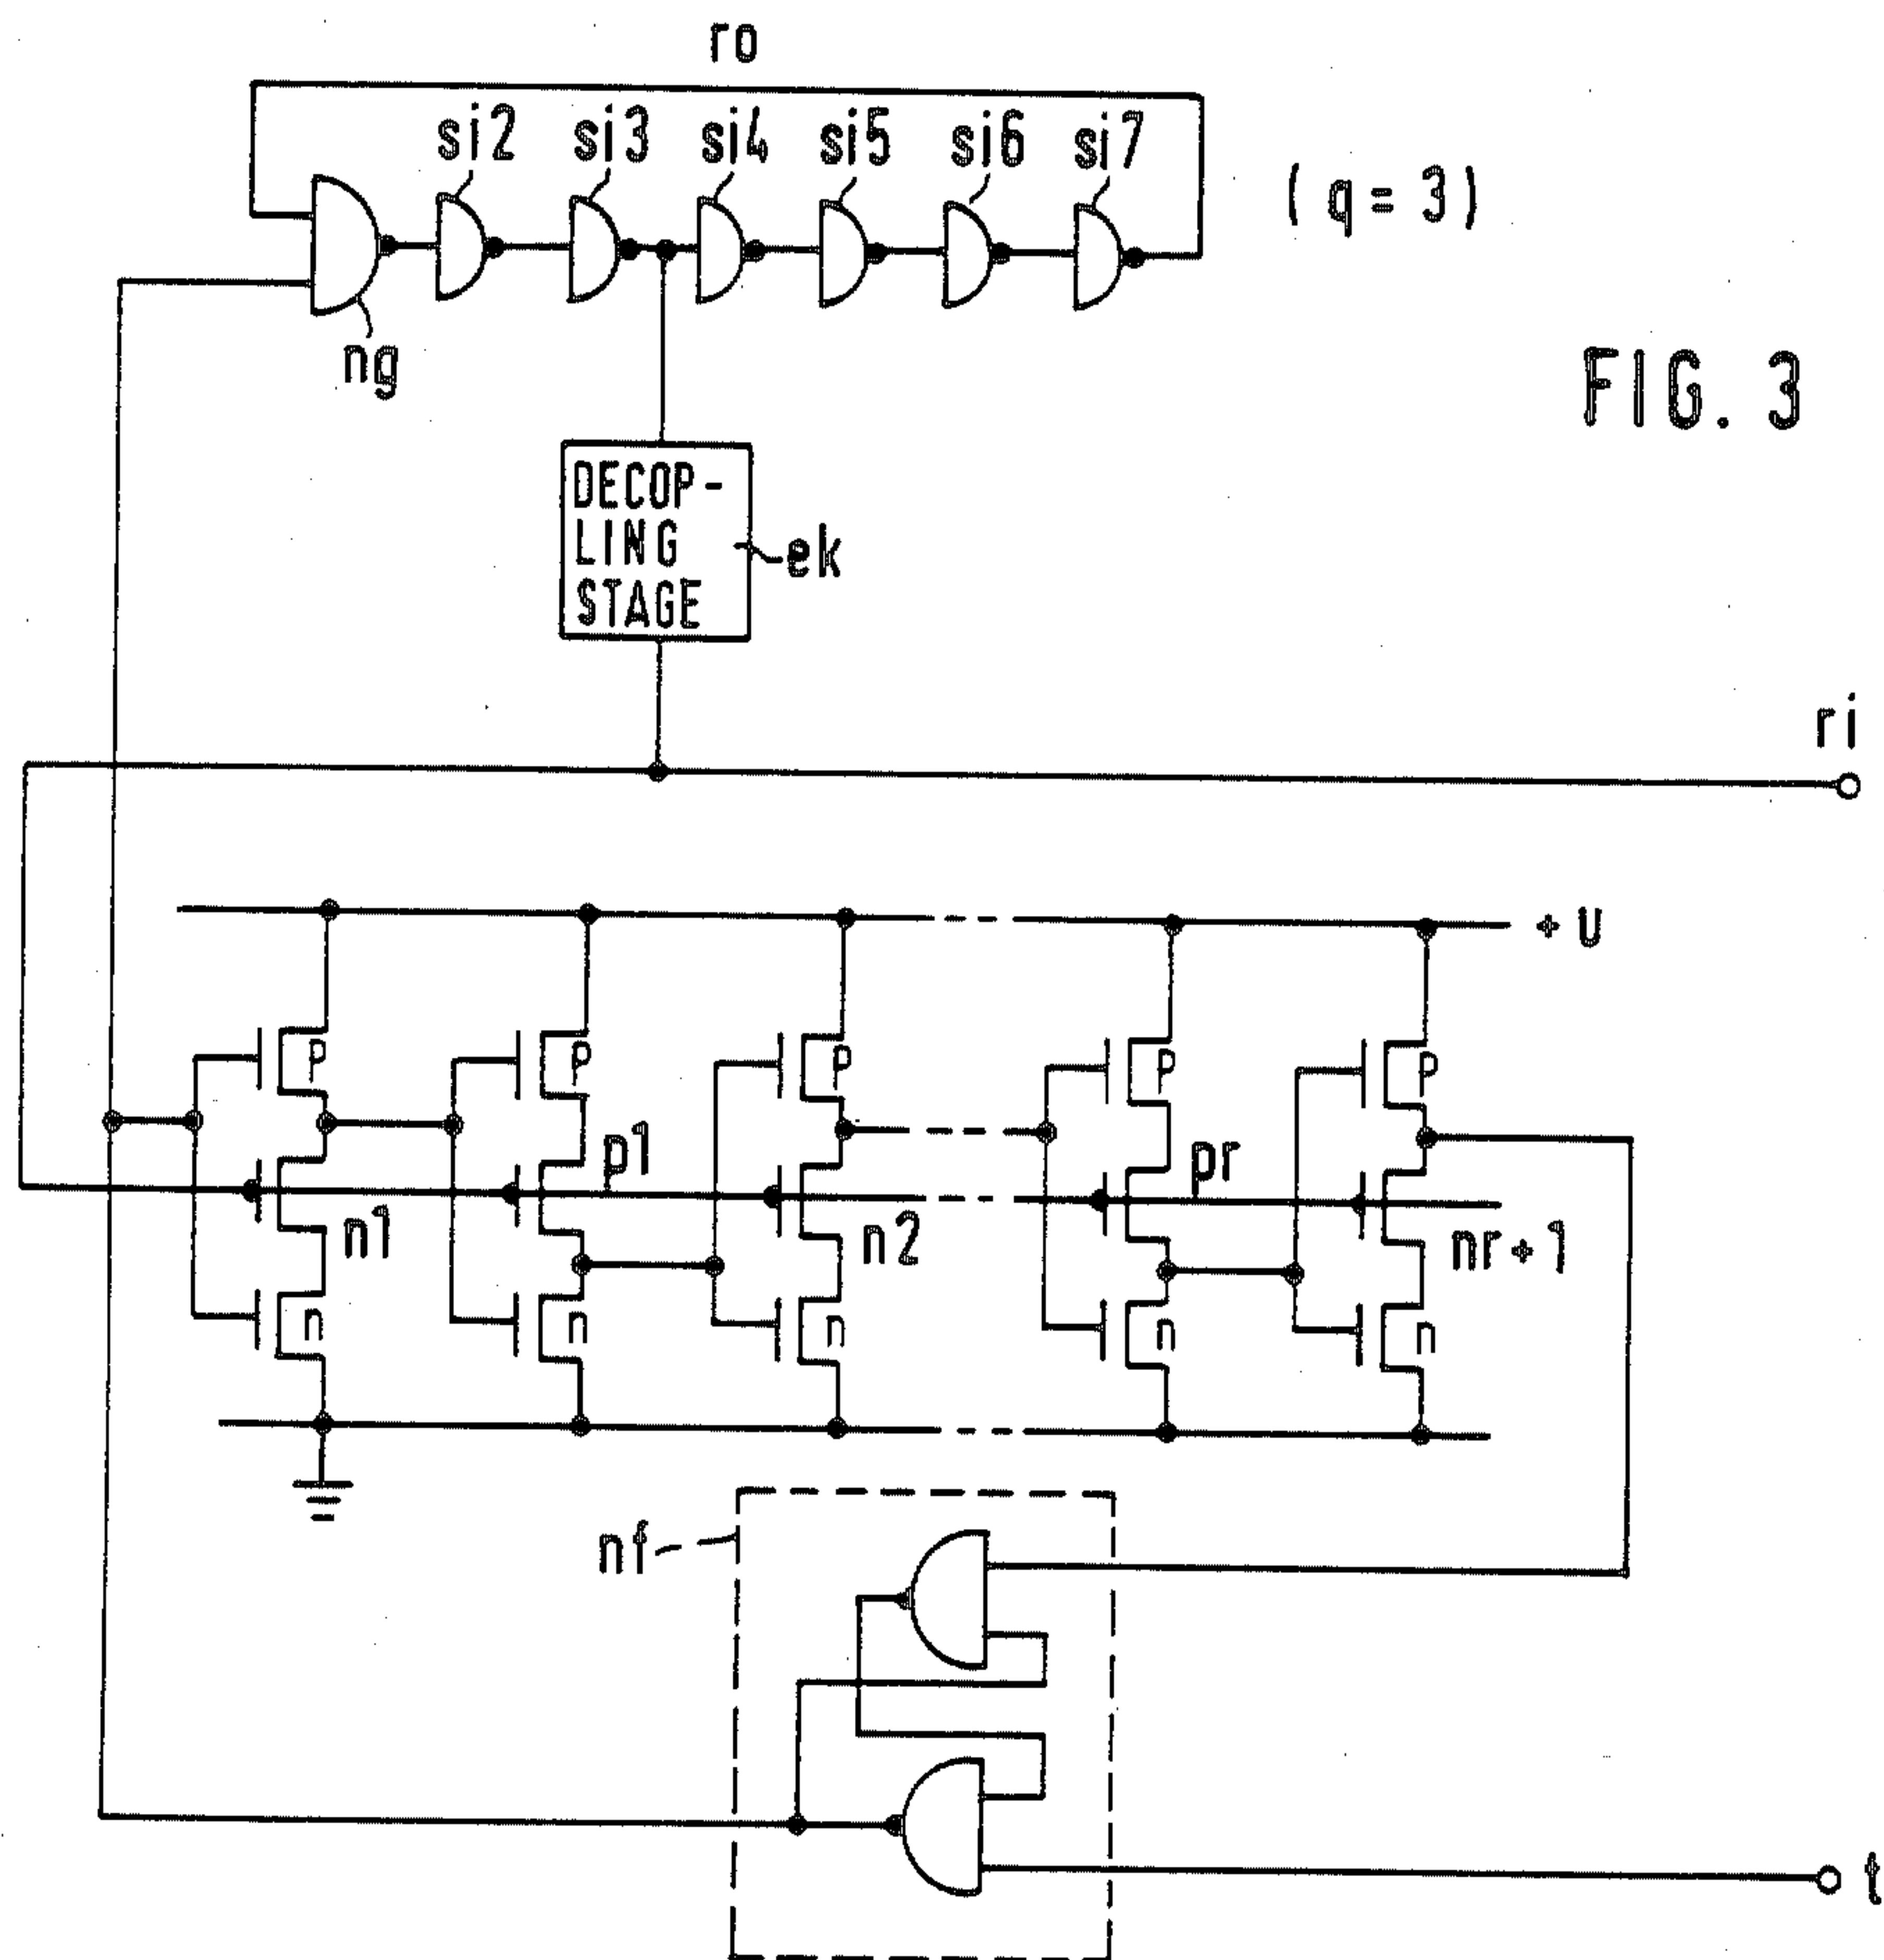 ro
si2 si3 si4 si5 si6 si7
( q = 3 )
ng
FIG. 3
DECOP-
LING
STAGE
ek
ri
+ U
p p p p p
p1 pr
n1 n2 nr+1
n n n n n
nf
t